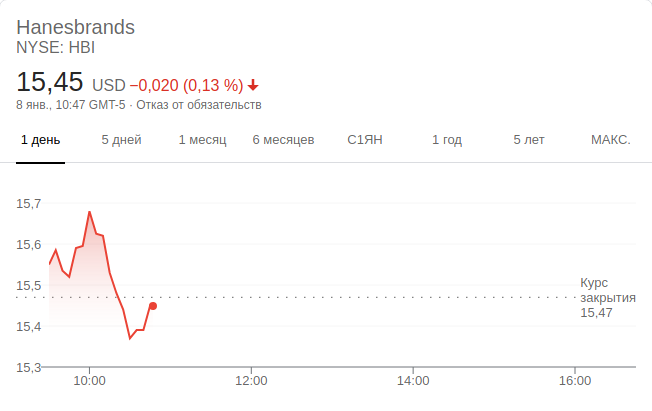 Hanesbrands
NYSE: HBI
15,45 USD −0,020 (0,13 %)
8 янв., 10:47 GMT-5 · Отказ от обязательств
1 день 5 дней 1 месяц 6 месяцев С1ЯН 1 год 5 лет МАКС.
15,7
15,6
15,5
Курс
закрытия
15,47
15,4
15,3
10:00 12:00 14:00 16:00